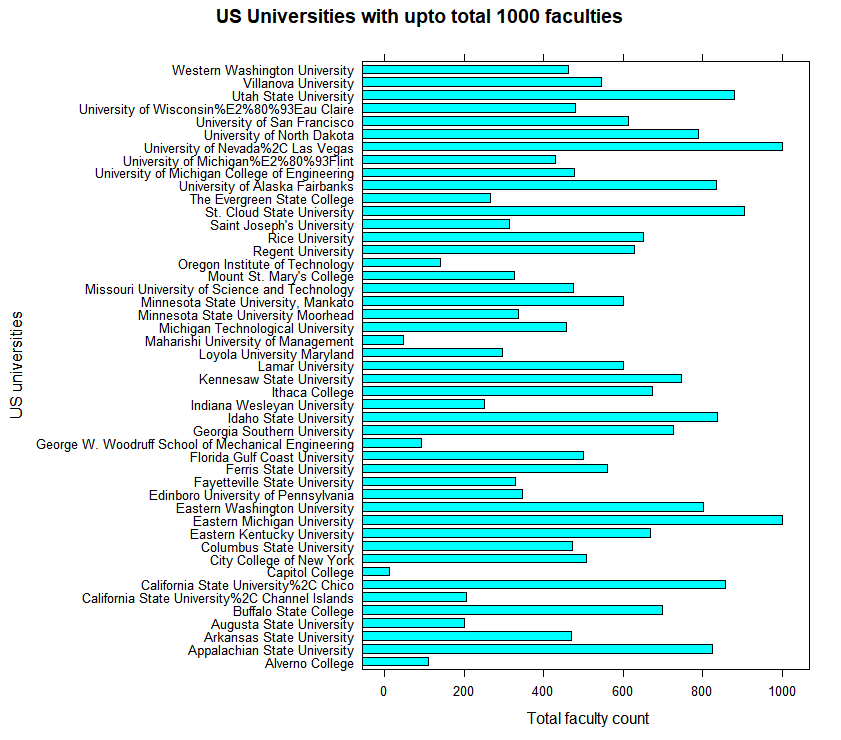 US Universities with upto total 1000 faculties
Western Washington University
Villanova University
Utah State University
University of Wisconsin%E2%80%93Eau Claire
University of San Francisco
University of North Dakota
University of Nevada%2C Las Vegas
University of Michigan%E2%80%93Flint
University of Michigan College of Engineering
University of Alaska Fairbanks
The Evergreen State College
St. Cloud State University
Saint Joseph's University
Rice University
Regent University
Oregon Institute of Technology
Mount St. Mary's College
Missouri University of Science and Technology
Minnesota State University, Mankato
Minnesota State University Moorhead
Michigan Technological University
Maharishi University of Management
Loyola University Maryland
Lamar University
Kennesaw State University
Ithaca College
Indiana Wesleyan University
Idaho State University
Georgia Southern University
George W. Woodruff School of Mechanical Engineering
Florida Gulf Coast University
Ferris State University
Fayetteville State University
Edinboro University of Pennsylvania
Eastern Washington University
Eastern Michigan University
Eastern Kentucky University
Columbus State University
City College of New York
Capitol College
California State University%2C Chico
California State University%2C Channel Islands
Buffalo State College
Augusta State University
Arkansas State University
Appalachian State University
Alverno College
US universities
0 200 400 600 800 1000
Total faculty count